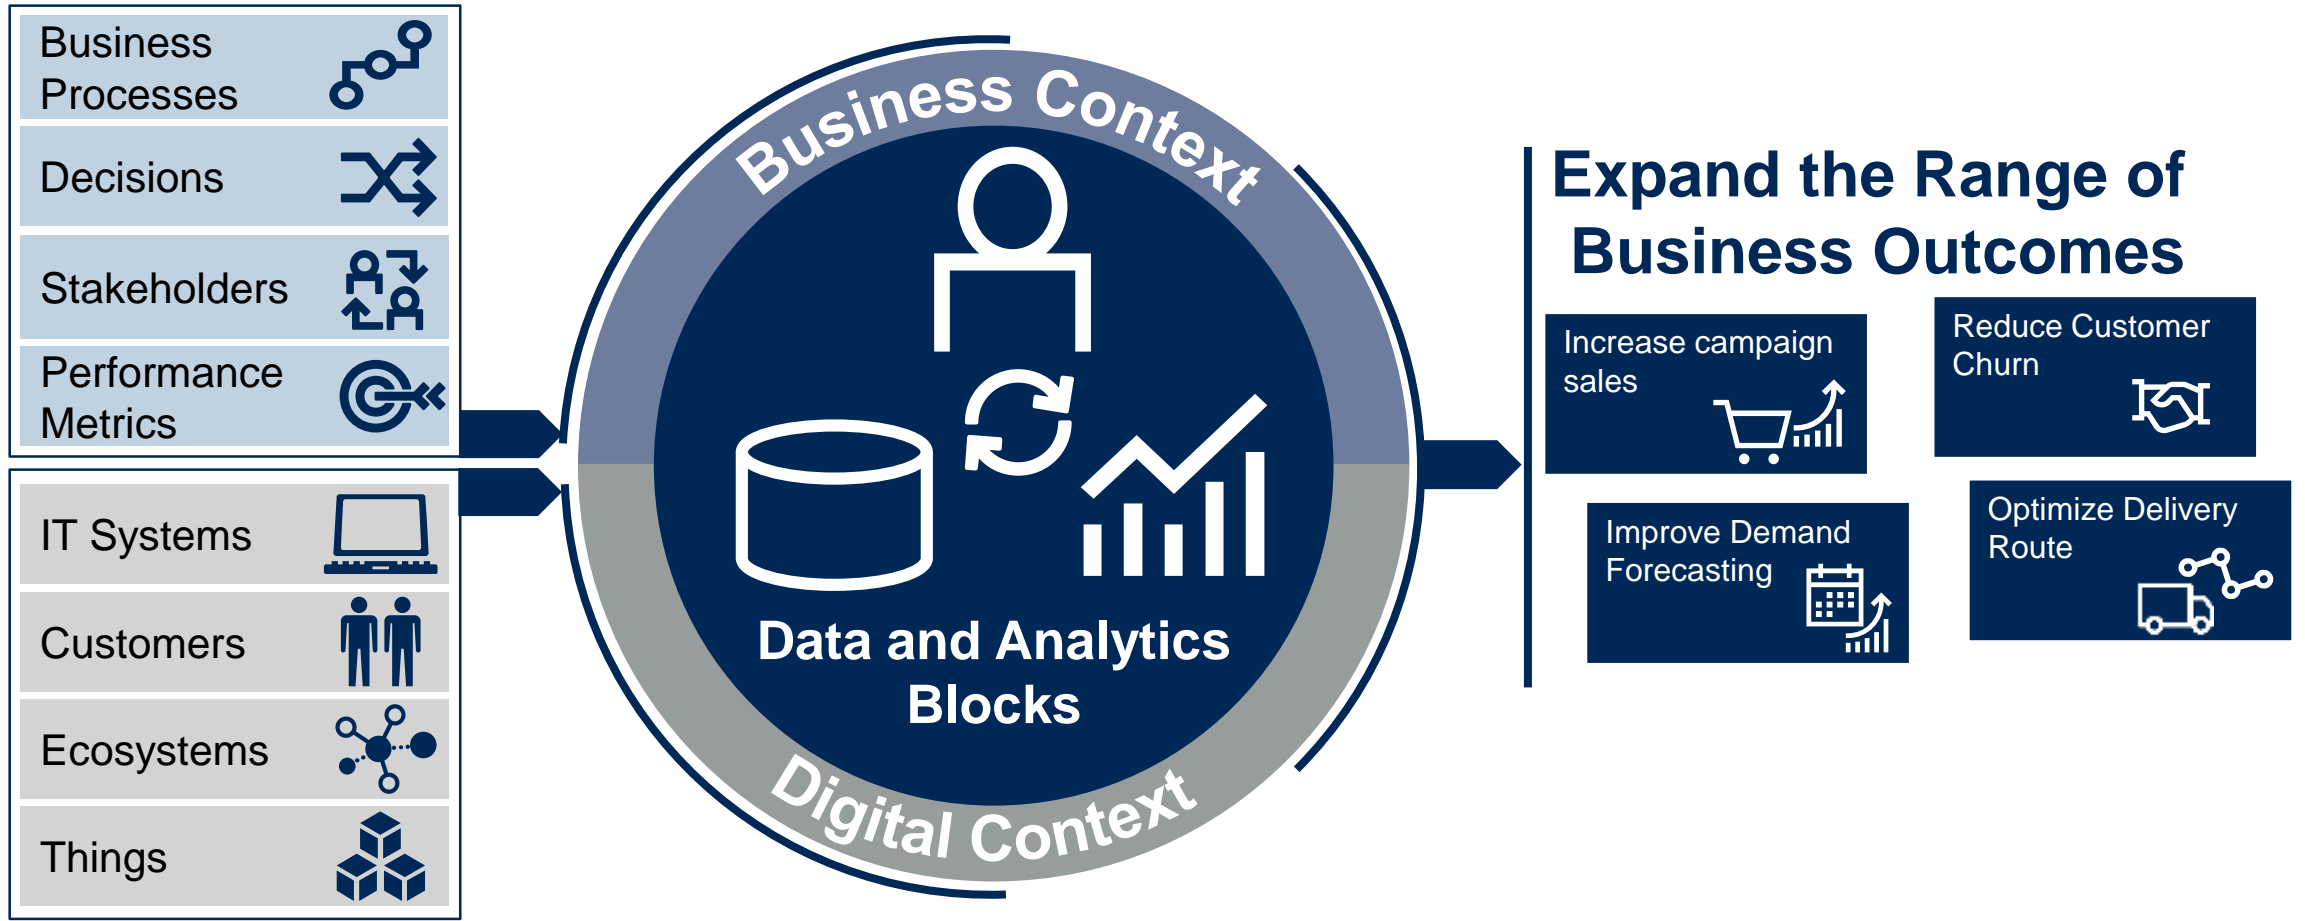 Business
Processes
Decisions
Stakeholders
Performance
Metrics
IT Systems
Customers
Ecosystems
Things
Business Context
Data and Analytics
Blocks
Digital Context
Expand the Range of
Business Outcomes
Increase campaign
sales
Reduce Customer
Churn
Improve Demand
Forecasting
Optimize Delivery
Route